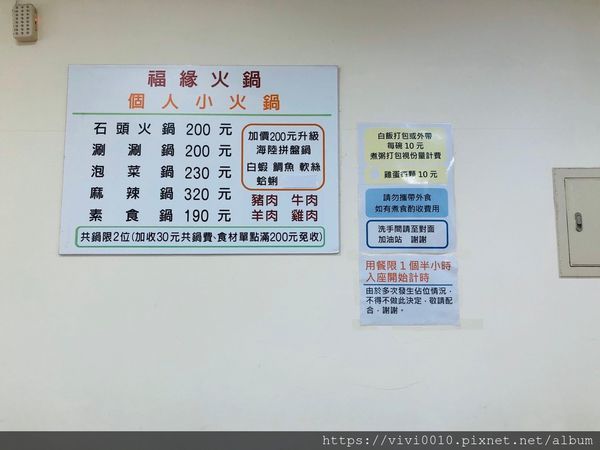 福緣火鍋
個人小火鍋
石頭火鍋 200 元
涮涮鍋 200 元
泡菜鍋 230 元
麻辣鍋 320 元
素食鍋 190 元
加價200元升級
海陸拼盤鍋
白蝦 鯛魚 軟絲
蛤蜊
豬肉 牛肉
羊肉 雞肉
共鍋限2位(加收30元共鍋費、食材單點滿200元免收)
白飯打包或外帶
每碗 10 元
煮粥打包視份量計費
雞蛋每顆 10 元
請勿攜帶外食
如有煮食酌收費用
洗手間請至對面
加油站 謝謝
用餐限1個半小時
入座開始計時
由於多次發生佔位情況,
不得不做此決定,敬請配
合,謝謝。
https://vivi0010.pixnet.net/album